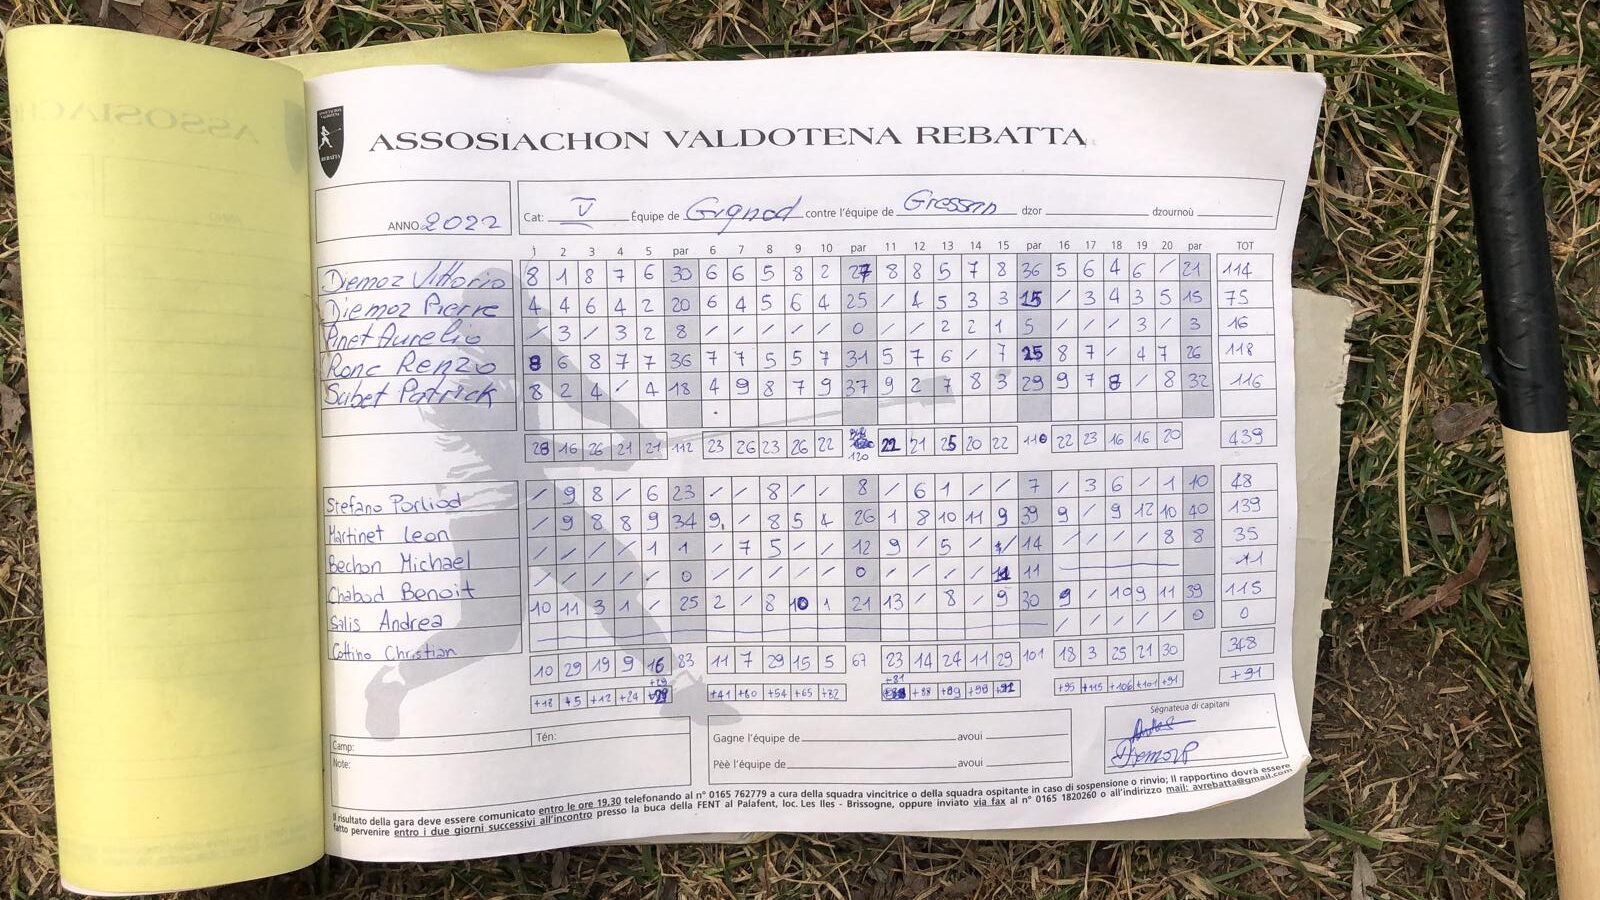 ASSOSIACHON VALDOTENA REBATTA
ANNO 2022
Cat: V Équipe de Gignod contre l'équipe de Gressan dzor dzournoù
1 2 3 4 5 par 6 7 8 9 10 par 11 12 13 14 15 par 16 17 18 19 20 par TOT
Diemoz Vittorio 8 1 8 7 6 30 6 6 5 8 2 27 8 8 5 7 8 36 5 6 4 6 / 21 114
Diemoz Pierre 4 4 6 4 2 20 6 4 5 6 4 25 / 4 5 3 3 15 / 3 4 3 5 15 75
Pinet Aurelio / 3 / 3 2 8 / / / / / 0 / / 2 2 1 5 / / / 3 / 3 16
Ronc Renzo 8 6 8 7 7 36 7 7 5 5 7 31 5 7 6 / 7 25 8 7 / 4 7 26 118
Subet Patrick 8 2 4 / 4 18 4 9 8 7 9 37 9 2 7 8 3 29 9 7 8 / 8 32 116
28 16 26 21 21 112 23 26 23 26 22 120 22 21 25 20 22 110 22 23 16 16 20 439
Stefano Porliod / 9 8 / 6 23 / / 8 / / 8 / 6 1 / / 7 / 3 6 / 1 10 48
Martinet Leon / 9 8 8 9 34 9 / 8 5 4 26 1 8 10 11 9 39 9 / 9 12 10 40 139
Bechon Michael / / / / 1 1 / 7 5 / / 12 9 / 5 / / 14 / / / / 8 8 35
Chabod Benoit / / / / / 0 / / / / / 0 / / / / 11 11 11
Salis Andrea 10 11 3 1 / 25 2 / 8 10 1 21 13 / 8 / 9 30 9 / 10 9 11 39 115
Cottino Christian / / / / / 0 0
10 29 19 9 16 83 11 7 29 15 5 67 23 14 24 11 29 101 18 3 25 21 30 348
+29 +81
+18 +5 +12 +24 +29 +41 +60 +54 +65 +82 +88 +89 +98 +91 +95 +115 +106 +101 +91 +91
Ségnateua di capitani
Camp: Tén:
Note:
Gagne l'équipe de avoui
Pèè l'équipe de avoui
Diemoz P
Il risultato della gara deve essere comunicato entro le ore 19.30 telefonando al n° 0165 762779 a cura della squadra vincitrice o della squadra ospitante in caso di sospensione o rinvio; Il rapportino dovrà essere
fatto pervenire entro i due giorni successivi all'incontro presso la buca della FENT al Palafent, loc. Les Iles - Brissogne, oppure inviato via fax al n° 0165 1820260 o all'indirizzo mail: avrebatta@gmail.com